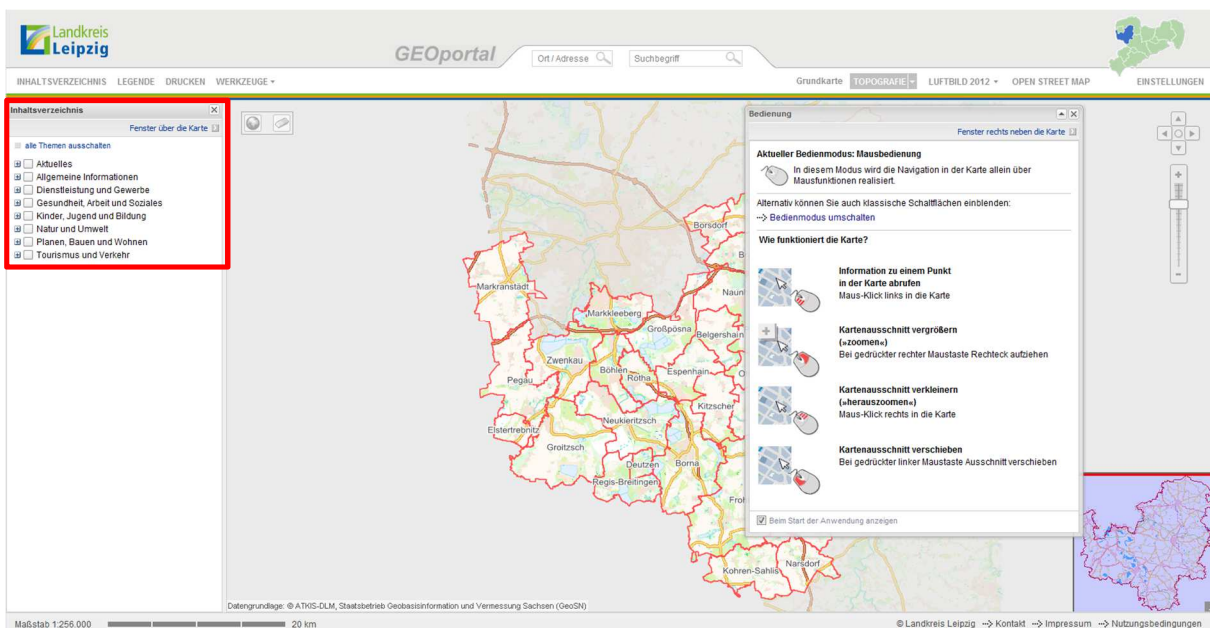 Landkreis
Leipzig
GEOportal
Ort / Adresse
Suchbegriff
INHALTSVERZEICHNIS LEGENDE DRUCKEN WERKZEUGE
Grundkarte TOPOGRAFIE LUFTBILD 2012 OPEN STREET MAP EINSTELLUNGEN
Inhaltsverzeichnis
Fenster über die Karte
alle Themen ausschalten
Aktuelles
Allgemeine Informationen
Dienstleistung und Gewerbe
Gesundheit, Arbeit und Soziales
Kinder, Jugend und Bildung
Natur und Umwelt
Planen, Bauen und Wohnen
Tourismus und Verkehr
Borsdorf
B
Markranstädt
Naun
Markkleeberg
Großpösna
Belgershain
Zwenkau
Böhlen
Rötha
Espenhain
Pegau
Kitzscher
Neukieritzsch
Elstertrebnitz
Groitzsch
Deutzen
Borna
Regis-Breitingen
Froh
Kohren-Sahlis
Narsdorf
Bedienung
Fenster rechts neben die Karte
Aktueller Bedienmodus: Mausbedienung
In diesem Modus wird die Navigation in der Karte allein über
Mausfunktionen realisiert.
Alternativ können Sie auch klassische Schaltflächen einblenden:
--> Bedienmodus umschalten
Wie funktioniert die Karte?
Information zu einem Punkt
in der Karte abrufen
Maus-Klick links in die Karte
Kartenausschnitt vergrößern
(»zoomen«)
Bei gedrückter rechter Maustaste Rechteck aufziehen
Kartenausschnitt verkleinern
(»herauszoomen«)
Maus-Klick rechts in die Karte
Kartenausschnitt verschieben
Bei gedrückter linker Maustaste Ausschnitt verschieben
Beim Start der Anwendung anzeigen
Datengrundlage: © ATKIS-DLM, Staatsbetrieb Geobasisinformation und Vermessung Sachsen (GeoSN)
Maßstab 1:256.000
20 km
© Landkreis Leipzig --> Kontakt --> Impressum --> Nutzungsbedingungen